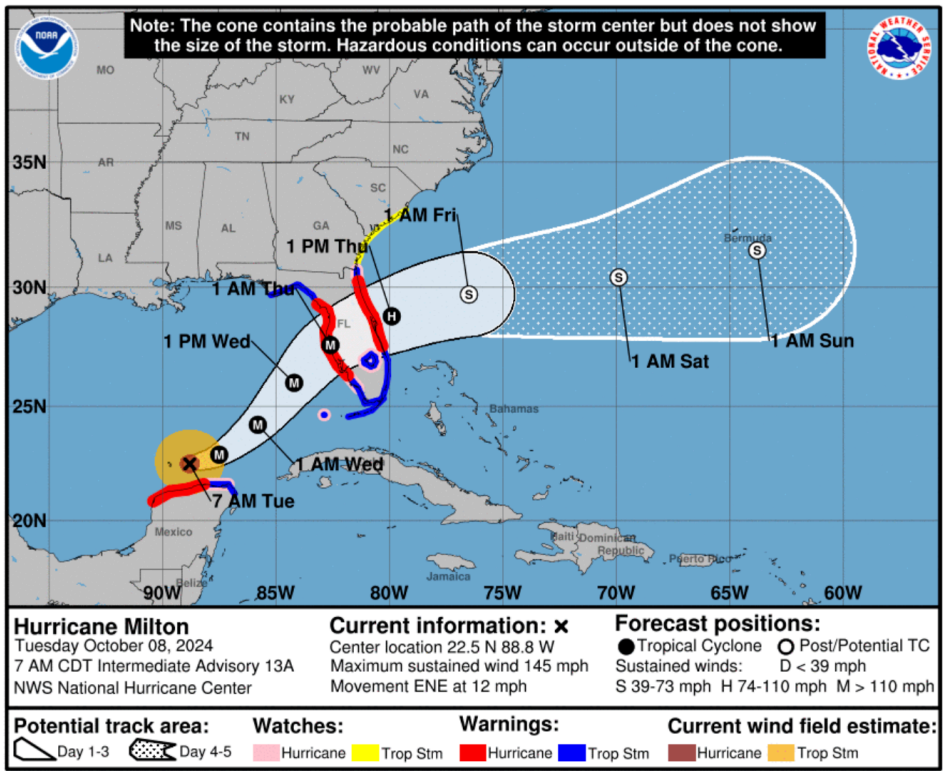 Note: The cone contains the probable path of the storm center but does not show
the size of the storm. Hazardous conditions can occur outside of the cone.
NOAA
NATIONAL WEATHER SERVICE
MO
WV
KY
VA
TN
NC
AR
SC
MS
AL
GA
LA
FL
35N
30N
25N
20N
1 AM Fri
1 PM Thu
1 AM Thu
1 PM Wed
1 AM Wed
7 AM Tue
1 AM Sat
1 AM Sun
S
S
S
H
M
M
M
M
Bermuda
Bahamas
Mexico
Belize
Jamaica
Haiti
Dominican
Republic
Puerto Rico
90W 85W 80W 75W 70W 65W 60W
Hurricane Milton
Tuesday October 08, 2024
7 AM CDT Intermediate Advisory 13A
NWS National Hurricane Center
Current information: ×
Center location 22.5 N 88.8 W
Maximum sustained wind 145 mph
Movement ENE at 12 mph
Forecast positions:
Tropical Cyclone Post/Potential TC
Sustained winds: D < 39 mph
S 39-73 mph H 74-110 mph M > 110 mph
Potential track area:
Day 1-3 Day 4-5
Watches:
Hurricane Trop Stm
Warnings:
Hurricane Trop Stm
Current wind field estimate:
Hurricane Trop Stm